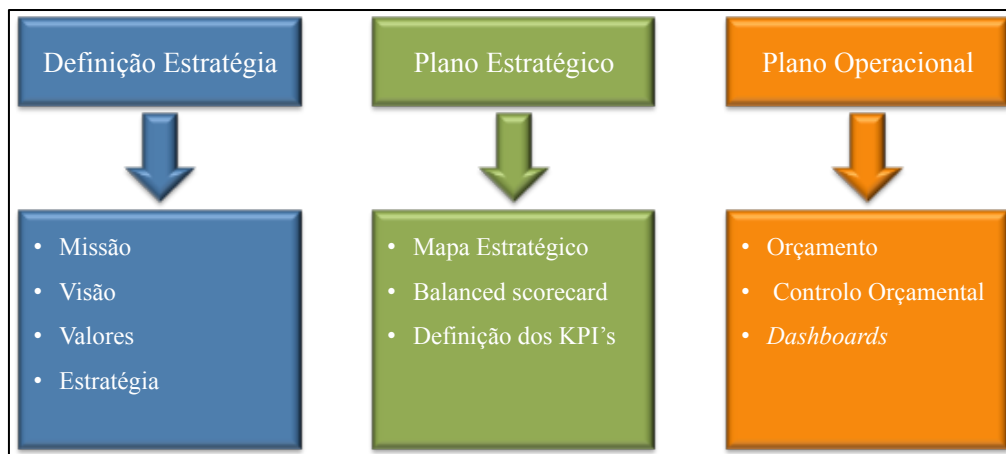 Definição Estratégia
Plano Estratégico
Plano Operacional
• Missão
• Visão
• Valores
• Estratégia
• Mapa Estratégico
• Balanced scorecard
• Definição dos KPI’s
• Orçamento
• Controlo Orçamental
• Dashboards